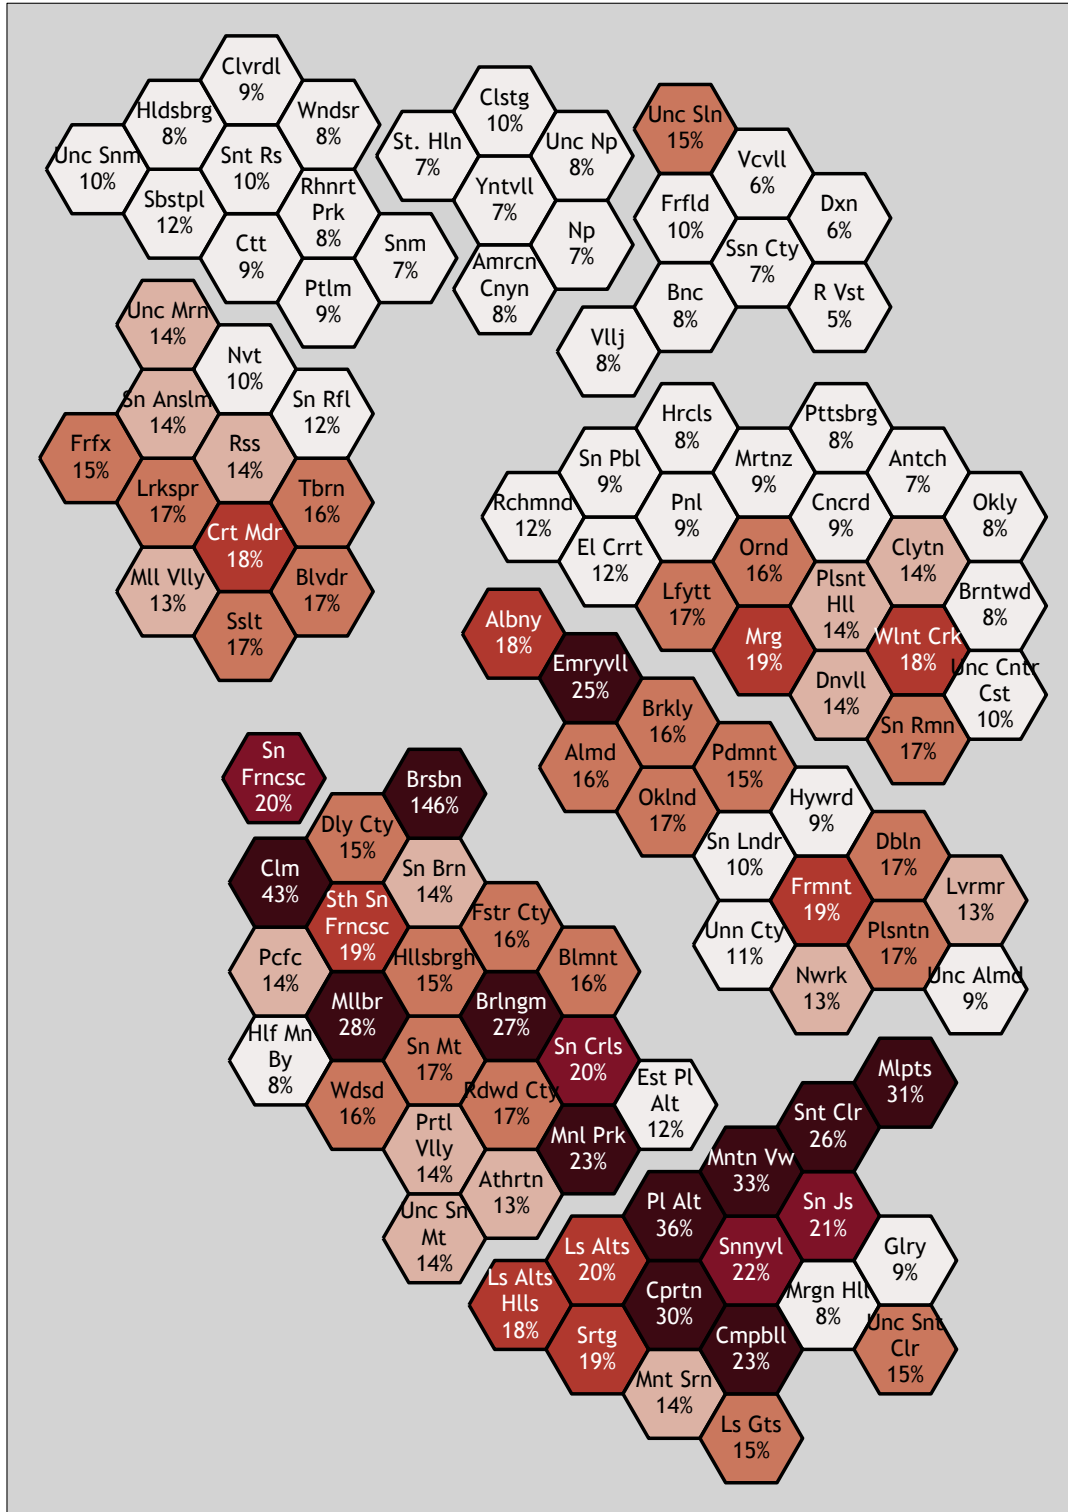 Clvrdl
9%
Hldsbrg
8%
Wndsr
8%
Unc Snm
10%
Snt Rs
10%
Sbstpl
12%
Rhnrt
Prk
8%
Ctt
9%
Snm
7%
Ptlm
9%
Clstg
10%
St. Hln
7%
Unc Np
8%
Yntvll
7%
Np
7%
Amrcn
Cnyn
8%
Unc Sln
15%
Vcvll
6%
Frfld
10%
Dxn
6%
Ssn Cty
7%
Bnc
8%
R Vst
5%
Vllj
8%
Unc Mrn
14%
Nvt
10%
Sn Anslm
14%
Sn Rfl
12%
Frfx
15%
Rss
14%
Lrkspr
17%
Tbrn
16%
Crt Mdr
18%
Mll Vlly
13%
Blvdr
17%
Sslt
17%
Hrcls
8%
Pttsbrg
8%
Sn Pbl
9%
Mrtnz
9%
Antch
7%
Rchmnd
12%
Pnl
9%
Cncrd
9%
Okly
8%
El Crrt
12%
Ornd
16%
Clytn
14%
Lfytt
17%
Plsnt
Hll
14%
Brntwd
8%
Mrg
19%
Wlnt Crk
18%
Dnvll
14%
Unc Cntr
Cst
10%
Sn Rmn
17%
Albny
18%
Emryvll
25%
Brkly
16%
Almd
16%
Pdmnt
15%
Oklnd
17%
Hywrd
9%
Sn Lndr
10%
Dbln
17%
Frmnt
19%
Lvrmr
13%
Unn Cty
11%
Plsntn
17%
Nwrk
13%
Unc Almd
9%
Sn
Frncsc
20%
Brsbn
146%
Dly Cty
15%
Clm
43%
Sn Brn
14%
Sth Sn
Frncsc
19%
Fstr Cty
16%
Pcfc
14%
Hllsbrgh
15%
Blmnt
16%
Mllbr
28%
Brlngm
27%
Hlf Mn
By
8%
Sn Mt
17%
Sn Crls
20%
Wdsd
16%
Rdwd Cty
17%
Est Pl
Alt
12%
Prtl
Vlly
14%
Mnl Prk
23%
Athrtn
13%
Unc Sn
Mt
14%
Mlpts
31%
Snt Clr
26%
Mntn Vw
33%
Pl Alt
36%
Sn Js
21%
Ls Alts
20%
Snnyvl
22%
Glry
9%
Ls Alts
Hlls
18%
Cprtn
30%
Mrgn Hll
8%
Srtg
19%
Cmpbll
23%
Unc Snt
Clr
15%
Mnt Srn
14%
Ls Gts
15%